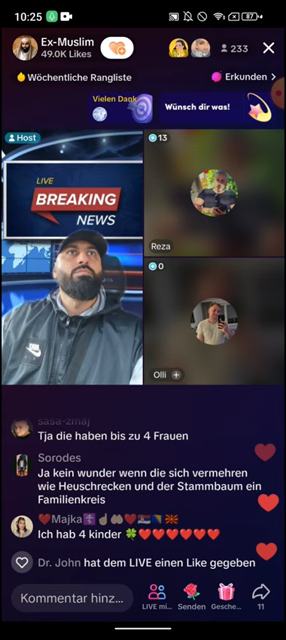 10:25
87
Ex-Muslim
49.0K Likes
233
Wöchentliche Rangliste
Erkunden >
Vielen Dank
Wünsch dir was!
Host
LIVE
BREAKING
NEWS
13
Reza
0
Olli +
sasa-zmaj
Tja die haben bis zu 4 Frauen
Sorodes
Ja kein wunder wenn die sich vermehren
wie Heuschrecken und der Stammbaum ein
Familienkreis
❤️Majka✝️☝🏻🤲🏻❤️🇷🇸🇧🇦🇲🇰
Ich hab 4 kinder 🍀❤️❤️❤️❤️❤️❤️
Dr. John hat dem LIVE einen Like gegeben
Kommentar hinz...
LIVE mi...
Senden
Gesche...
11